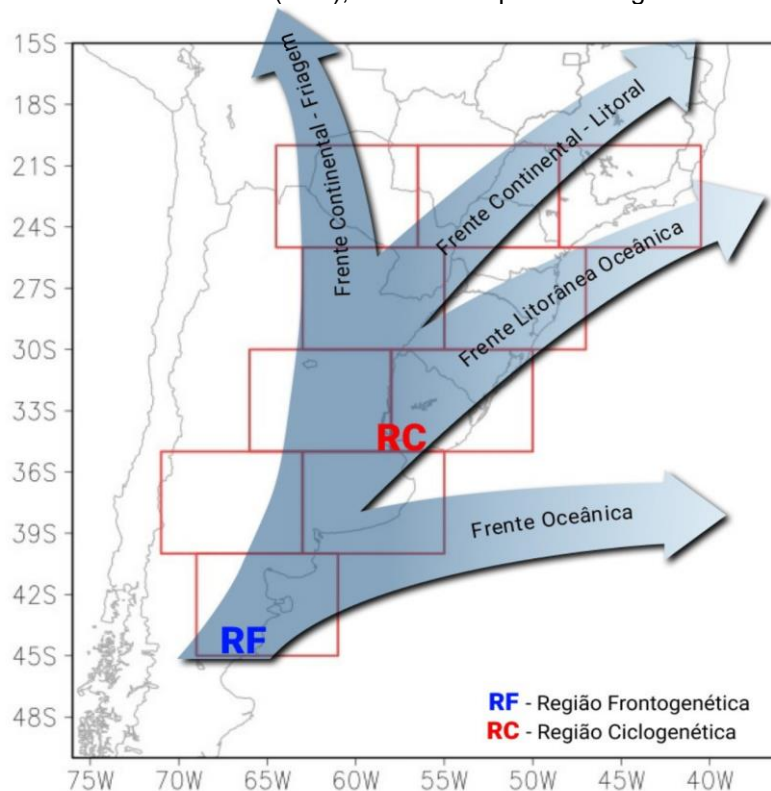 15S
18S
21S
24S
27S
30S
33S
36S
39S
42S
45S
48S
75W 70W 65W 60W 55W 50W 45W 40W
Frente Continental - Friagem
Frente Continental - Litoral
Frente Litorânea Oceânica
Frente Oceânica
RC
RF
RF - Região Frontogenética
RC - Região Ciclogenética